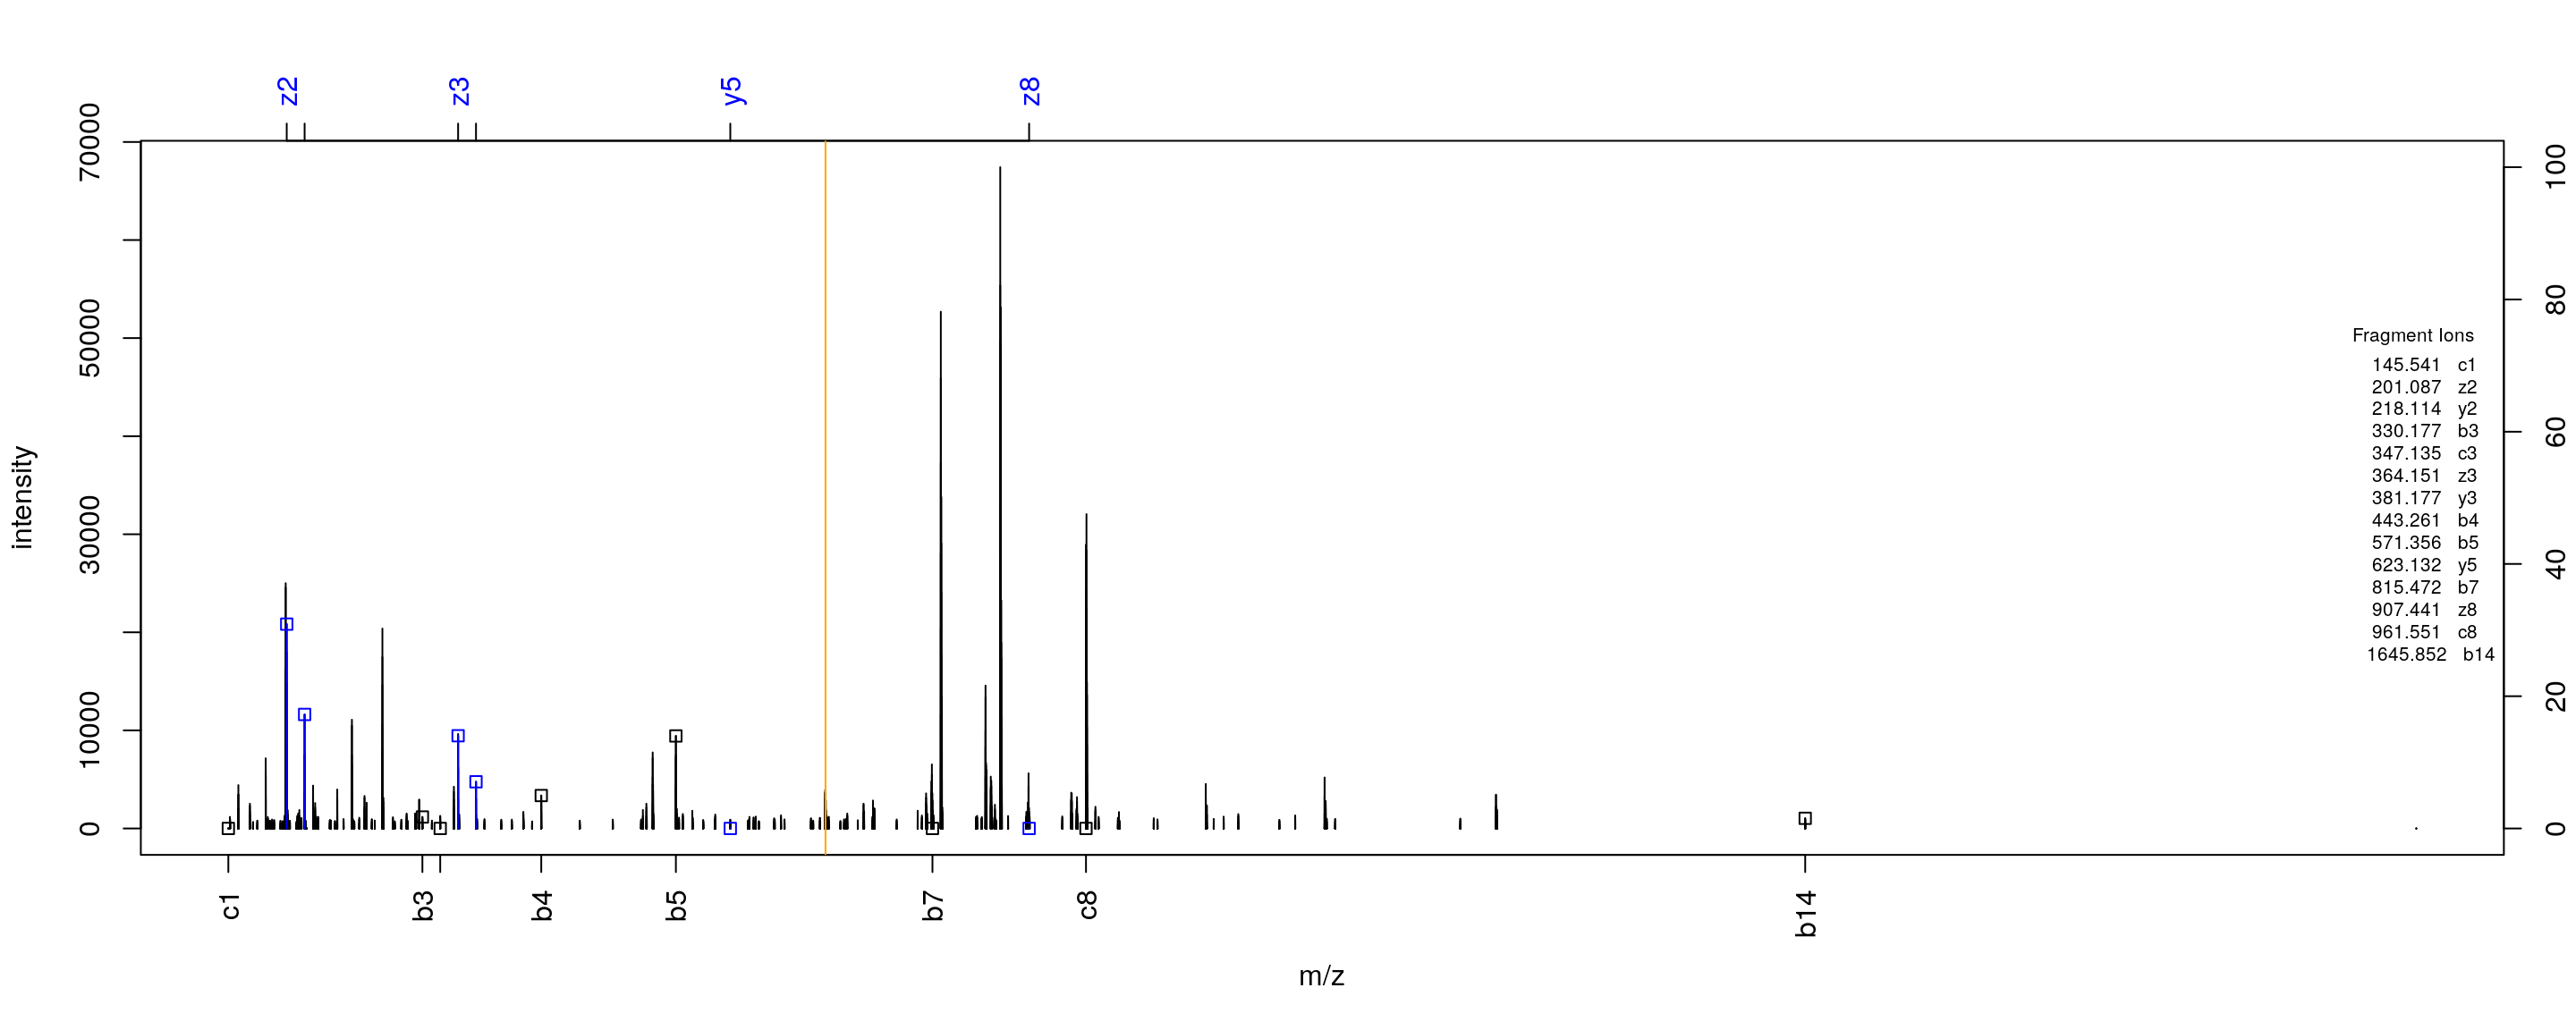 z2 z3 y5 z8
70000
50000
30000
10000
0
intensity
100
80
60
40
20
0
Fragment Ions
145.541 c1
201.087 z2
218.114 y2
330.177 b3
347.135 c3
364.151 z3
381.177 y3
443.261 b4
571.356 b5
623.132 y5
815.472 b7
907.441 z8
961.551 c8
1645.852 b14
c1 b3 b4 b5 b7 c8 b14
m/z